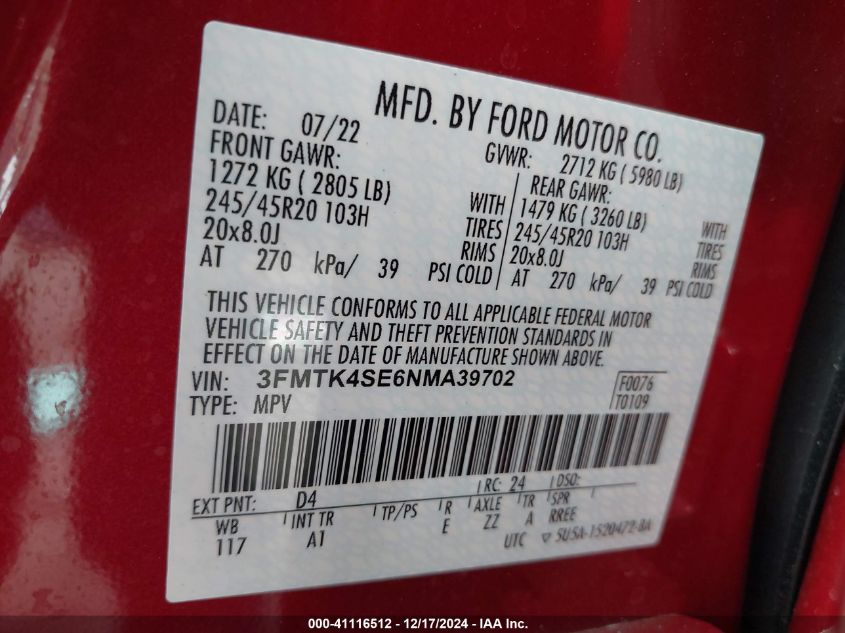 MFD. BY FORD MOTOR CO.
DATE: 07/22 GVWR: 2712 KG ( 5980 LB)
FRONT GAWR: REAR GAWR:
1272 KG ( 2805 LB) WITH 1479 KG ( 3260 LB) WITH
245/45R20 103H TIRES 245/45R20 103H TIRES
20x8.0J RIMS 20x8.0J RIMS
AT 270 kPa/ 39 PSI COLD AT 270 kPa/ 39 PSI COLD
THIS VEHICLE CONFORMS TO ALL APPLICABLE FEDERAL MOTOR
VEHICLE SAFETY AND THEFT PREVENTION STANDARDS IN
EFFECT ON THE DATE OF MANUFACTURE SHOWN ABOVE.
VIN: 3FMTK4SE6NMA39702 F0076
TYPE: MPV T0109
EXT PNT: D4 RC: 24 DSO:
WB INT TR TP/PS R AXLE TR SPR
117 A1 E ZZ A RREE
UTC ▽ 5U5A-1520472-BA
000-41116512 - 12/17/2024 - IAA Inc.